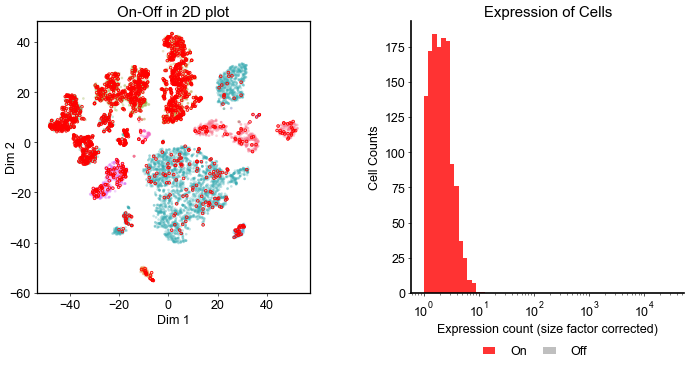 On-Off in 2D plot
40
20
0
−20
−40
−60
Dim 2
−40 −20 0 20 40
Dim 1
Expression of Cells
175
150
125
100
75
50
25
0
Cell Counts
10^0 10^1 10^2 10^3 10^4
Expression count (size factor corrected)
On Off